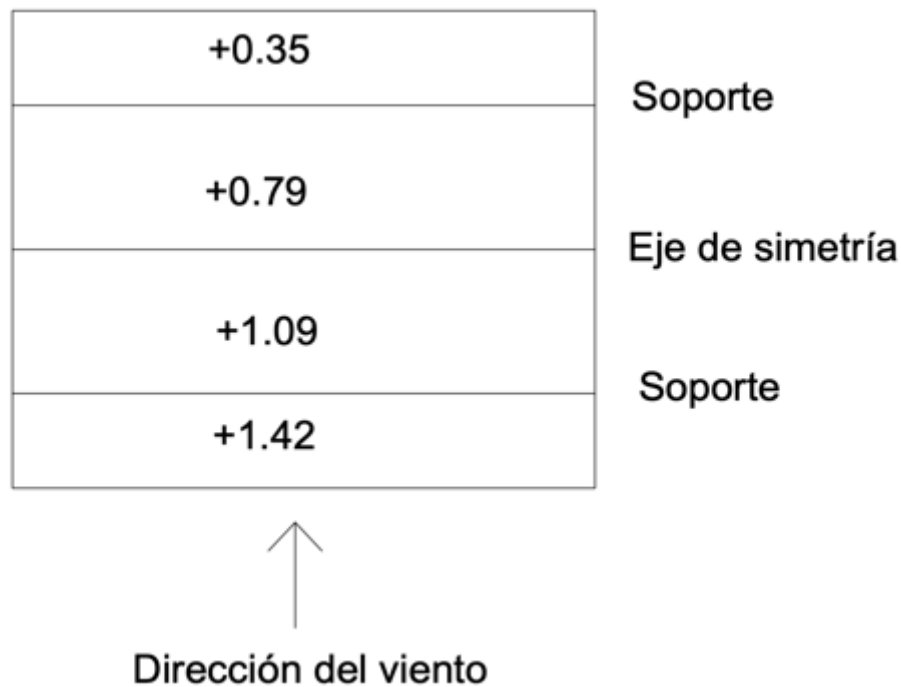 +0.35
Soporte
+0.79
Eje de simetría
+1.09
Soporte
+1.42
Dirección del viento